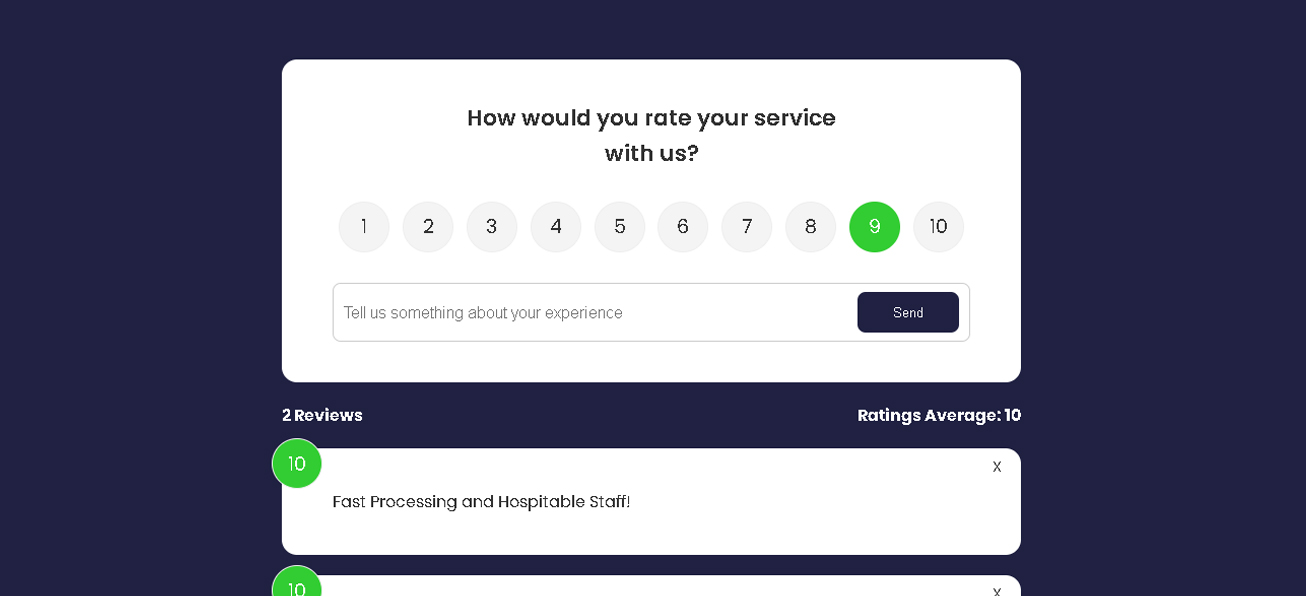 How would you rate your service
with us?
1 2 3 4 5 6 7 8 9 10
Tell us something about your experience Send
2 Reviews Ratings Average: 10
10 X
Fast Processing and Hospitable Staff!
10 X